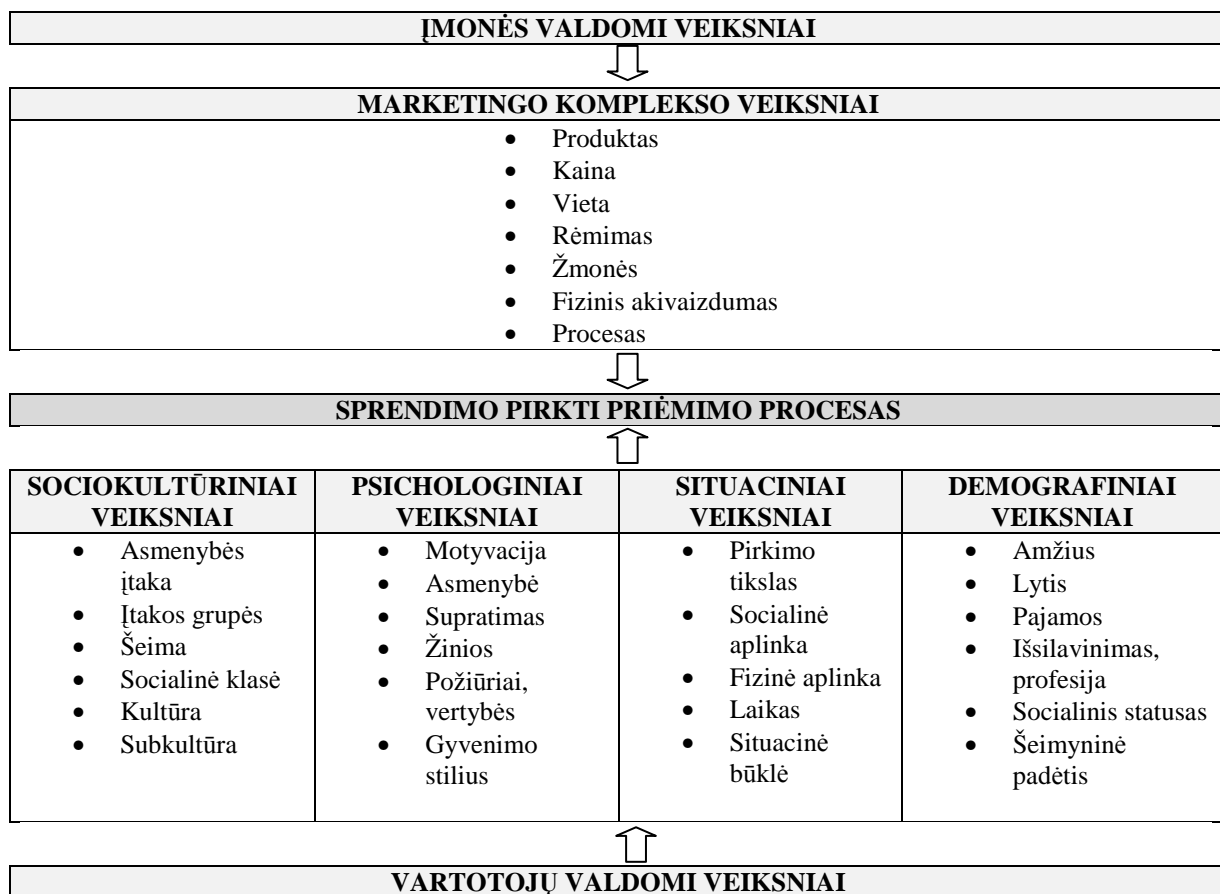 ĮMONĖS VALDOMI VEIKSNIAI
MARKETINGO KOMPLEKSO VEIKSNIAI
• Produktas
• Kaina
• Vieta
• Rėmimas
• Žmonės
• Fizinis akivaizdumas
• Procesas
SPRENDIMO PIRKTI PRIĖMIMO PROCESAS
SOCIOKULTŪRINIAI
VEIKSNIAI
• Asmenybės
įtaka
• Įtakos grupės
• Šeima
• Socialinė klasė
• Kultūra
• Subkultūra
PSICHOLOGINIAI
VEIKSNIAI
• Motyvacija
• Asmenybė
• Supratimas
• Žinios
• Požiūriai,
vertybės
• Gyvenimo
stilius
SITUACINIAI
VEIKSNIAI
• Pirkimo
tikslas
• Socialinė
aplinka
• Fizinė aplinka
• Laikas
• Situacinė
būklė
DEMOGRAFINIAI
VEIKSNIAI
• Amžius
• Lytis
• Pajamos
• Išsilavinimas,
profesija
• Socialinis statusas
• Šeimyninė
padėtis
VARTOTOJŲ VALDOMI VEIKSNIAI